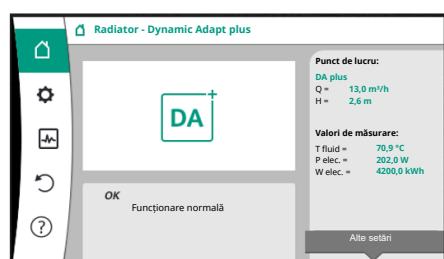 Radiator - Dynamic Adapt plus
DA+
OK
Funcționare normală
Punct de lucru:
DA plus
Q = 13,0 m³/h
H = 2,6 m
Valori de măsurare:
T fluid = 70,9 °C
P elec. = 202,0 W
W elec. = 4200,0 kWh
Alte setări
?